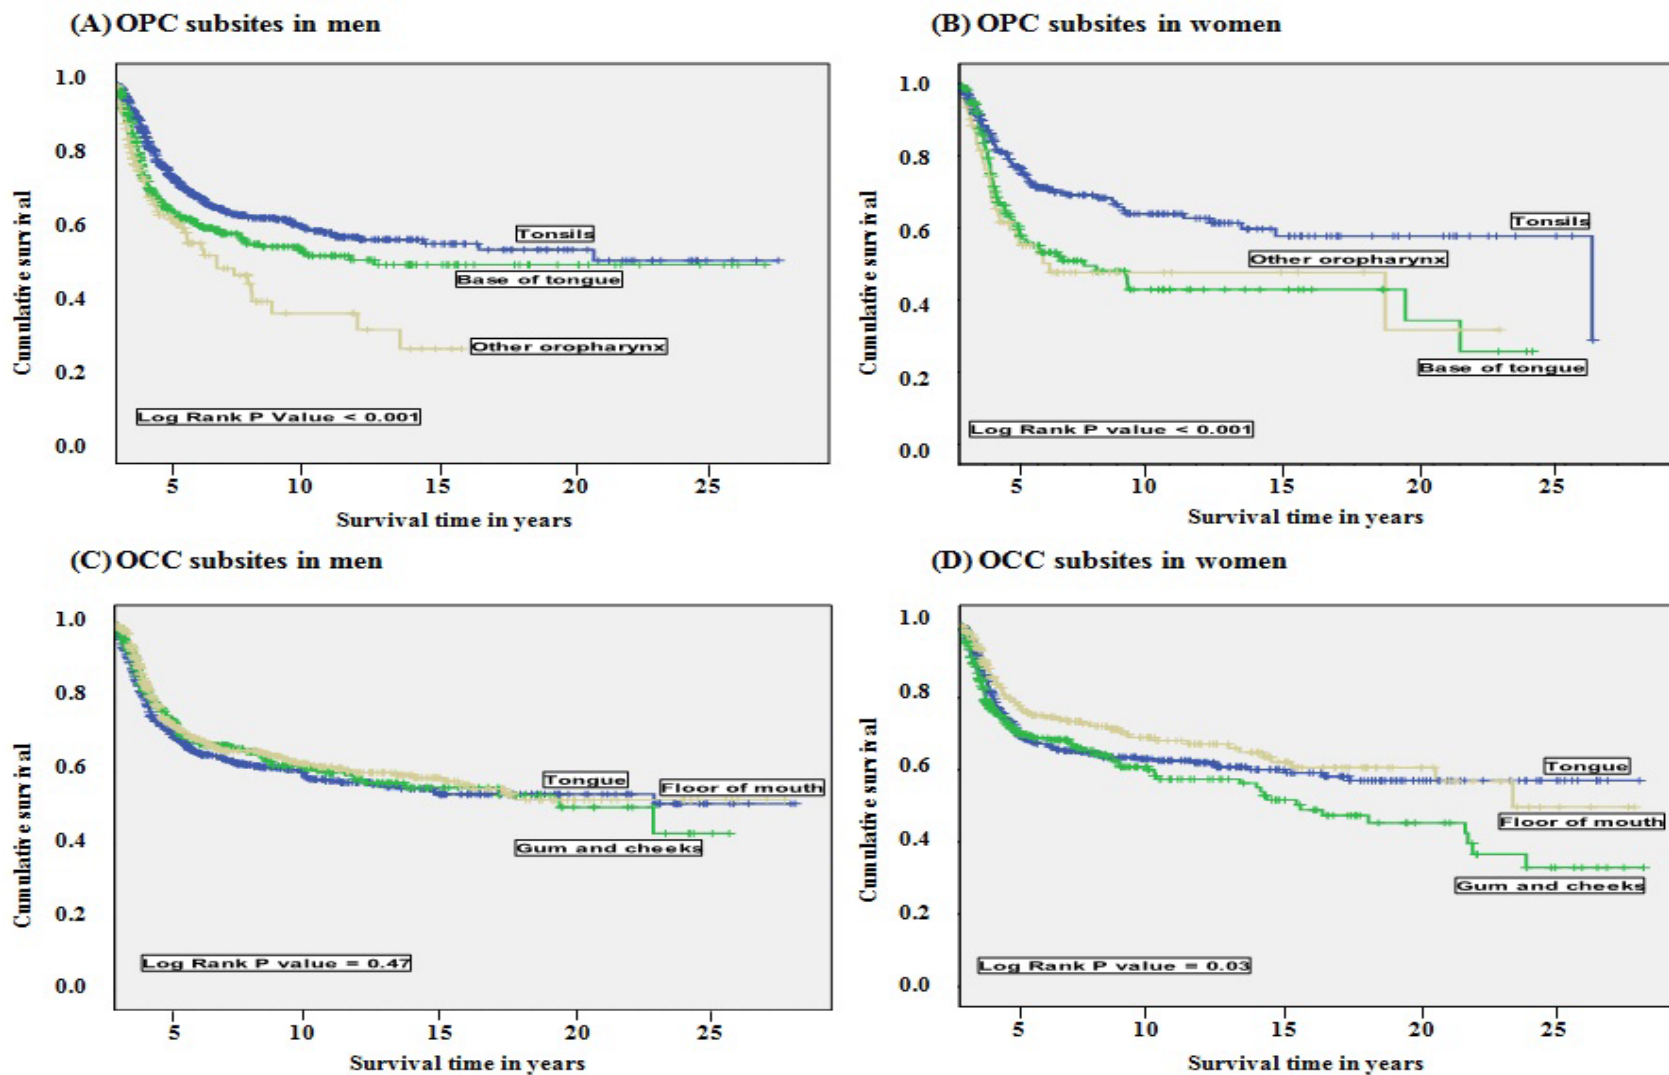 (A) OPC subsites in men
1.0
0.8
0.6
0.4
0.2
0.0
Cumulative survival
Tonsils
Base of tongue
Other oropharynx
Log Rank P Value < 0.001
5 10 15 20 25
Survival time in years
(B) OPC subsites in women
1.0
0.8
0.6
0.4
0.2
0.0
Cumulative survival
Tonsils
Other oropharynx
Base of tongue
Log Rank P value < 0.001
5 10 15 20 25
Survival time in years
(C) OCC subsites in men
1.0
0.8
0.6
0.4
0.2
0.0
Cumulative survival
Tongue
Floor of mouth
Gum and cheeks
Log Rank P value = 0.47
5 10 15 20 25
Survival time in years
(D) OCC subsites in women
1.0
0.8
0.6
0.4
0.2
0.0
Cumulative survival
Tongue
Floor of mouth
Gum and cheeks
Log Rank P value = 0.03
5 10 15 20 25
Survival time in years